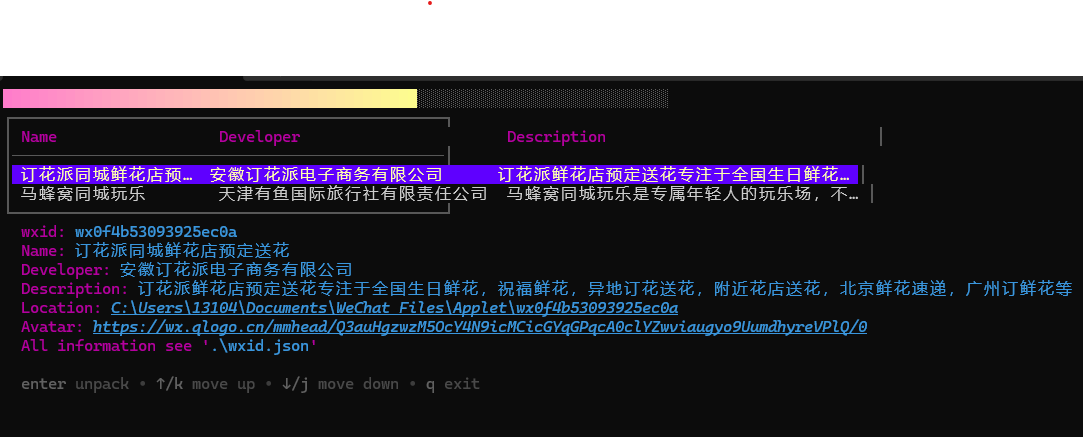 Name Developer Description
订花派同城鲜花店预… 安徽订花派电子商务有限公司 订花派鲜花店预定送花专注于全国生日鲜花…
马蜂窝同城玩乐 天津有鱼国际旅行社有限责任公司 马蜂窝同城玩乐是专属年轻人的玩乐场，不…
wxid: wx0f4b53093925ec0a
Name: 订花派同城鲜花店预定送花
Developer: 安徽订花派电子商务有限公司
Description: 订花派鲜花店预定送花专注于全国生日鲜花，祝福鲜花，异地订花送花，附近花店送花，北京鲜花速递，广州订鲜花等
Location: C:\Users\13104\Documents\WeChat Files\Applet\wx0f4b53093925ec0a
Avatar: https://wx.qlogo.cn/mmhead/Q3auHgzwzM5OcY4N9icMCicGYqGPqcA0clYZwviaugyo9UumdhyreVPlQ/0
All information see '.\wxid.json'
enter unpack • ↑/k move up • ↓/j move down • q exit